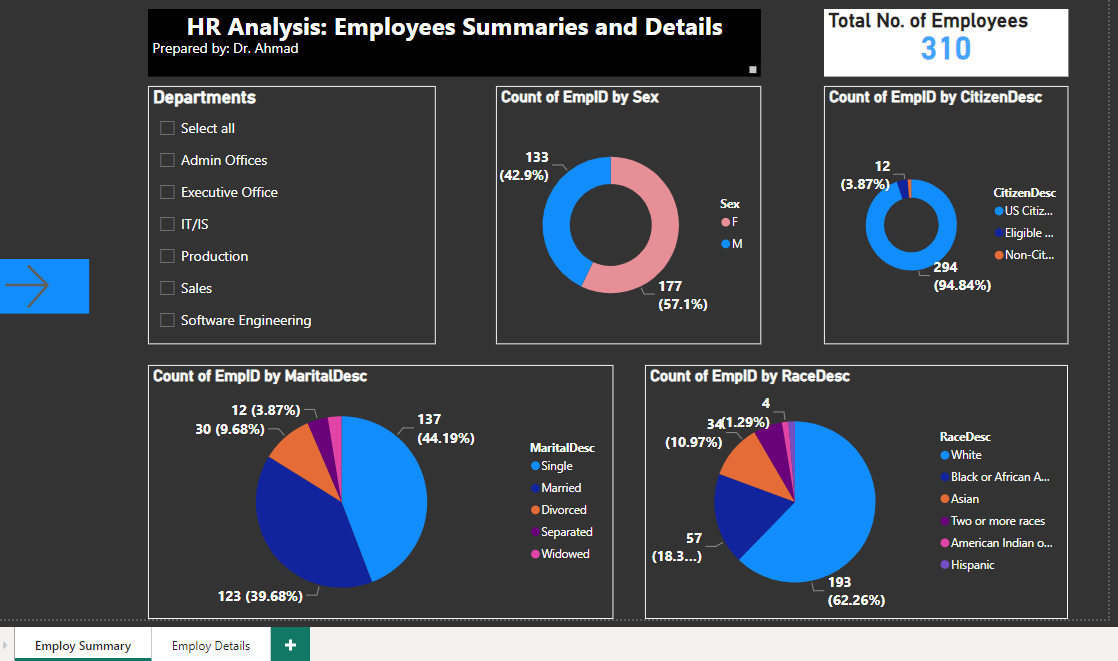 HR Analysis: Employees Summaries and Details
Prepared by: Dr. Ahmad
Total No. of Employees
310
Departments
Select all
Admin Offices
Executive Office
IT/IS
Production
Sales
Software Engineering
Count of EmpID by Sex
133
(42.9%)
177
(57.1%)
Sex
F
M
Count of EmpID by CitizenDesc
12
(3.87%)
294
(94.84%)
CitizenDesc
US Citiz...
Eligible ...
Non-Cit...
Count of EmpID by MaritalDesc
12 (3.87%)
30 (9.68%)
137
(44.19%)
123 (39.68%)
MaritalDesc
Single
Married
Divorced
Separated
Widowed
Count of EmpID by RaceDesc
4
(1.29%)
34
(10.97%)
57
(18.3...)
193
(62.26%)
RaceDesc
White
Black or African A...
Asian
Two or more races
American Indian o...
Hispanic
Employ Summary
Employ Details
+